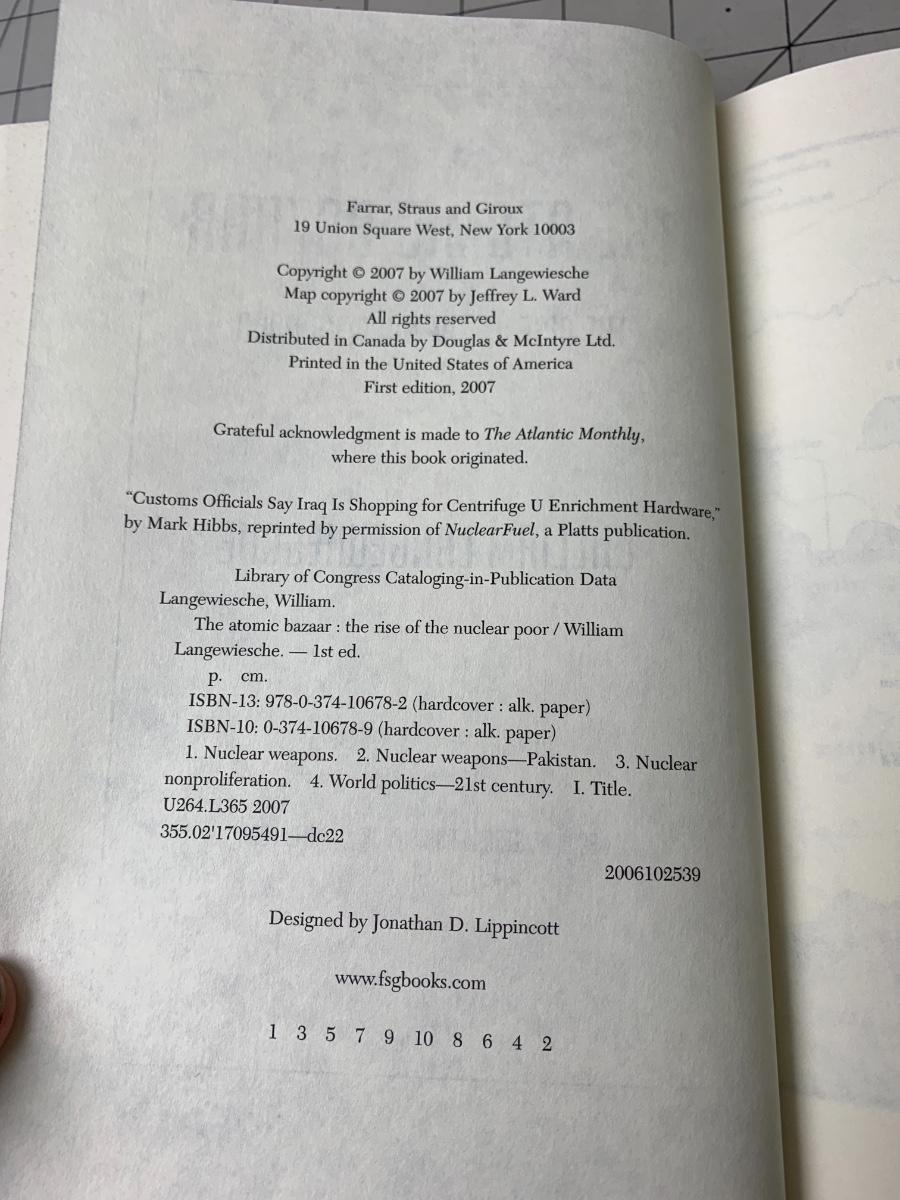 Farrar, Straus and Giroux
19 Union Square West, New York 10003
Copyright © 2007 by William Langewiesche
Map copyright © 2007 by Jeffrey L. Ward
All rights reserved
Distributed in Canada by Douglas & McIntyre Ltd.
Printed in the United States of America
First edition, 2007
Grateful acknowledgment is made to The Atlantic Monthly,
where this book originated.
“Customs Officials Say Iraq Is Shopping for Centrifuge U Enrichment Hardware,”
by Mark Hibbs, reprinted by permission of NuclearFuel, a Platts publication.
Library of Congress Cataloging-in-Publication Data
Langewiesche, William.
The atomic bazaar : the rise of the nuclear poor / William
Langewiesche. — 1st ed.
p. cm.
ISBN-13: 978-0-374-10678-2 (hardcover : alk. paper)
ISBN-10: 0-374-10678-9 (hardcover : alk. paper)
1. Nuclear weapons. 2. Nuclear weapons—Pakistan. 3. Nuclear
nonproliferation. 4. World politics—21st century. I. Title.
U264.L365 2007
355.02'17095491—dc22
2006102539
Designed by Jonathan D. Lippincott
www.fsgbooks.com
1 3 5 7 9 10 8 6 4 2